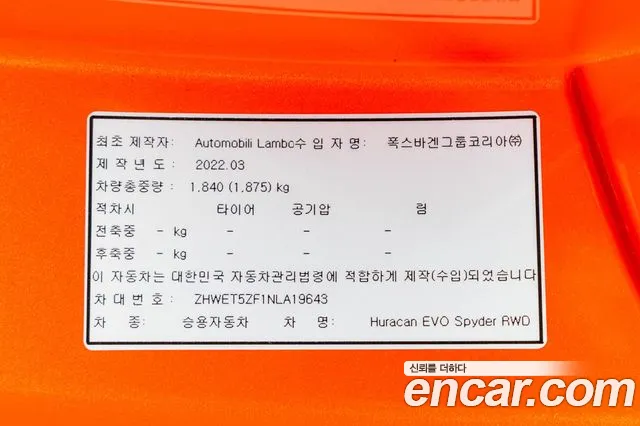 최초 제작자: Automobili Lambo수 입 자 명: 폭스바겐그룹코리아㈜
제 작 년 도 : 2022.03
차량총중량 : 1,840 (1,875) kg
적차시 타이어 공기압 림
전축중 - kg - - -
후축중 - kg - - -
이 자동차는 대한민국 자동차관리법령에 적합하게 제작(수입)되었습니다
차 대 번 호 : ZHWET5ZF1NLA19643
차 종: 승용자동차 차 명: Huracan EVO Spyder RWD
신뢰를 더하다
encar.com